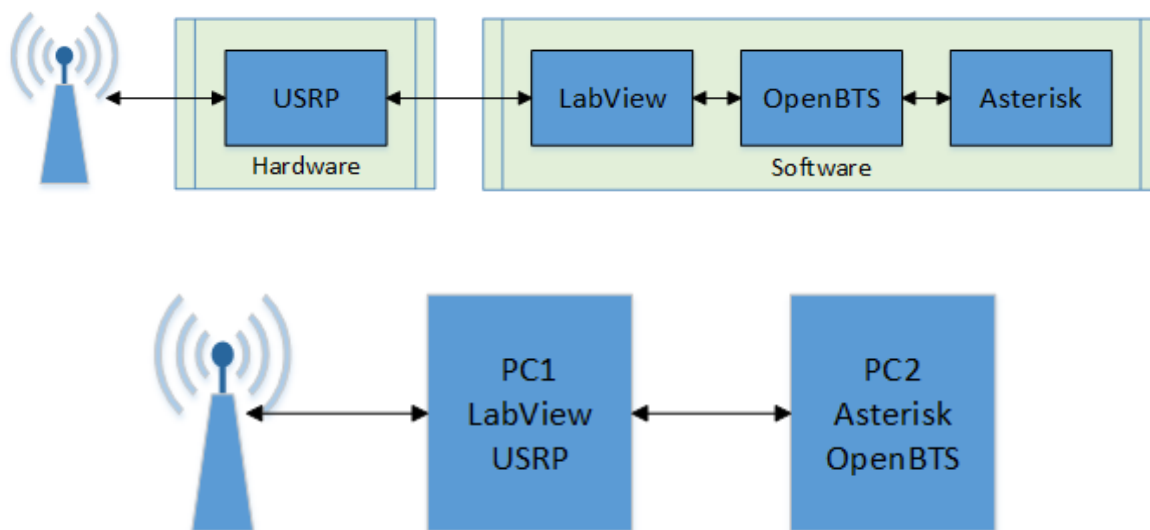 USRP
Hardware
LabView
OpenBTS
Asterisk
Software
PC1
LabView
USRP
PC2
Asterisk
OpenBTS